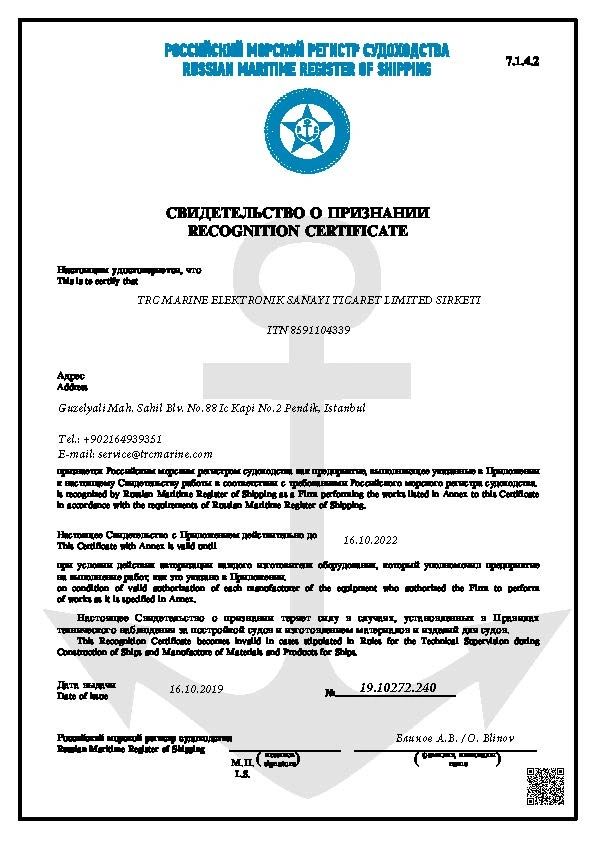 РОССИЙСКИЙ МОРСКОЙ РЕГИСТР СУДОХОДСТВА
RUSSIAN MARITIME REGISTER OF SHIPPING
7.1.4.2
СВИДЕТЕЛЬСТВО О ПРИЗНАНИИ
RECOGNITION CERTIFICATE
Настоящим удостоверяется, что
This is to certify that
TRC MARINE ELEKTRONIK SANAYI TICARET LIMITED SIRKETI
ITN 8591104339
Адрес
Address
Guzelyali Mah. Sahil Blv. No.88 Ic Kapi No.2 Pendik, Istanbul
Tel.: +902164939351
E-mail: service@trcmarine.com
признается Российским морским регистром судоходства как предприятие, выполняющее указанные в Приложении
к настоящему Свидетельству работы в соответствии с требованиями Российского морского регистра судоходства.
is recognized by Russian Maritime Register of Shipping as a Firm performing the works listed in Annex to this Certificate
in accordance with the requirements of Russian Maritime Register of Shipping.
Настоящее Свидетельство с Приложением действительно до
This Certificate with Annex is valid until
16.10.2022
при условии действия авторизации каждого изготовителя оборудования, который уполномочил предприятие
на выполнение работ, как это указано в Приложении.
on condition of valid authorization of each manufacturer of the equipment who authorized the Firm to perform
of works as it is specified in Annex.
Настоящее Свидетельство о признании теряет силу в случаях, установленных в Правилах
технического наблюдения за постройкой судов и изготовлением материалов и изделий для судов.
This Recognition Certificate becomes invalid in cases stipulated in Rules for the Technical Supervision during
Construction of Ships and Manufacture of Materials and Products for Ships.
Дата выдачи
Date of issue
16.10.2019
№ 19.10272.240
Российский морской регистр судоходства
Russian Maritime Register of Shipping
Блинов А.В. / O. Blinov
М.П.
L.S.
(подпись
signature)
(фамилия, инициалы
name)